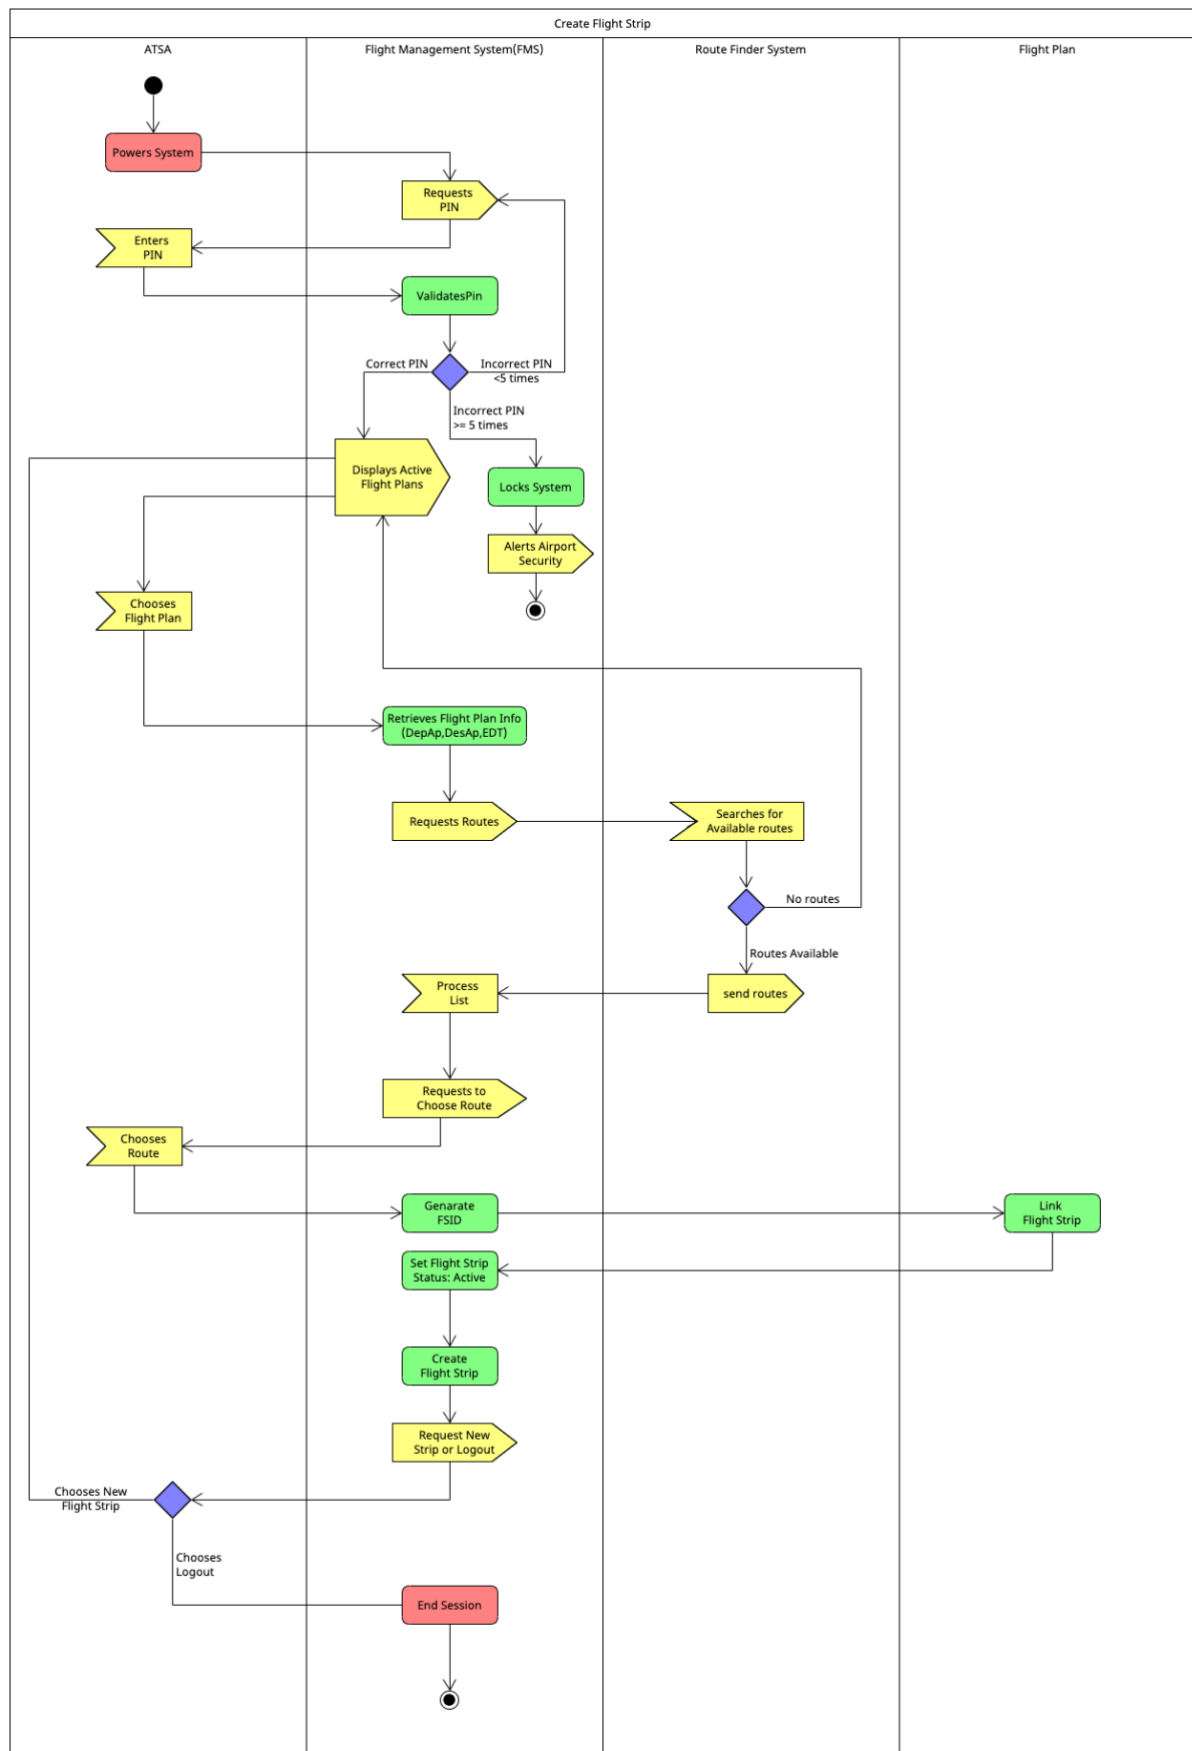 Create Flight Strip
ATSA
Flight Management System(FMS)
Route Finder System
Flight Plan
Powers System
Requests
PIN
Enters
PIN
ValidatesPin
Correct PIN
Incorrect PIN
<5 times
Incorrect PIN
>= 5 times
Displays Active
Flight Plans
Locks System
Alerts Airport
Security
Chooses
Flight Plan
Retrieves Flight Plan Info
(DepAp,DesAp,EDT)
Requests Routes
Searches for
Available routes
No routes
Routes Available
Process
List
send routes
Requests to
Choose Route
Chooses
Route
Genarate
FSID
Link
Flight Strip
Set Flight Strip
Status: Active
Create
Flight Strip
Request New
Strip or Logout
Chooses New
Flight Strip
Chooses
Logout
End Session